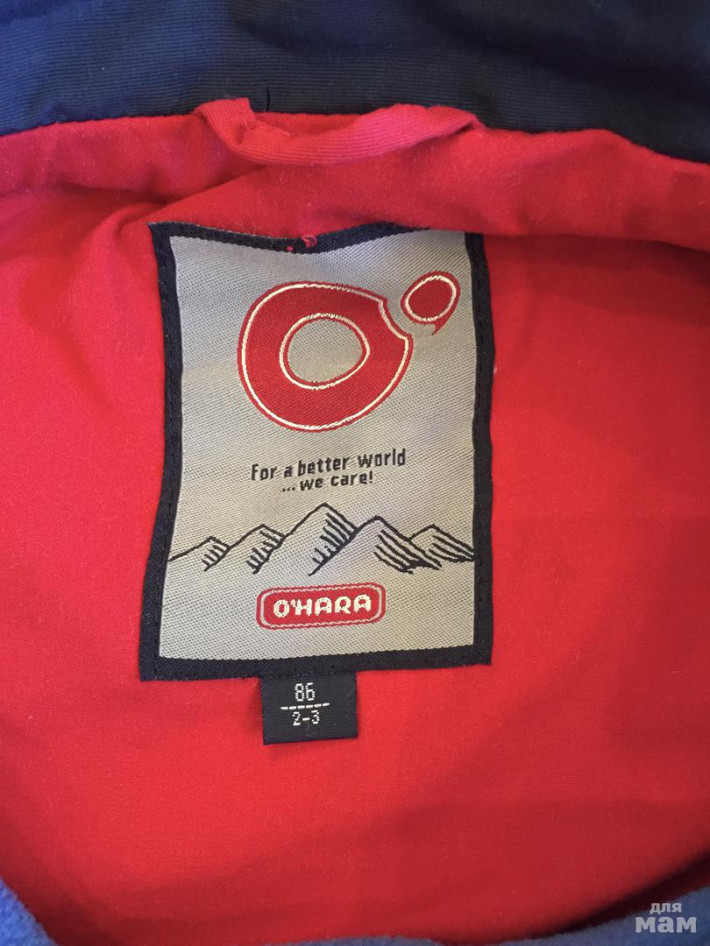 For a better world
...we care!
O'HARA
86
2-3
для
мам